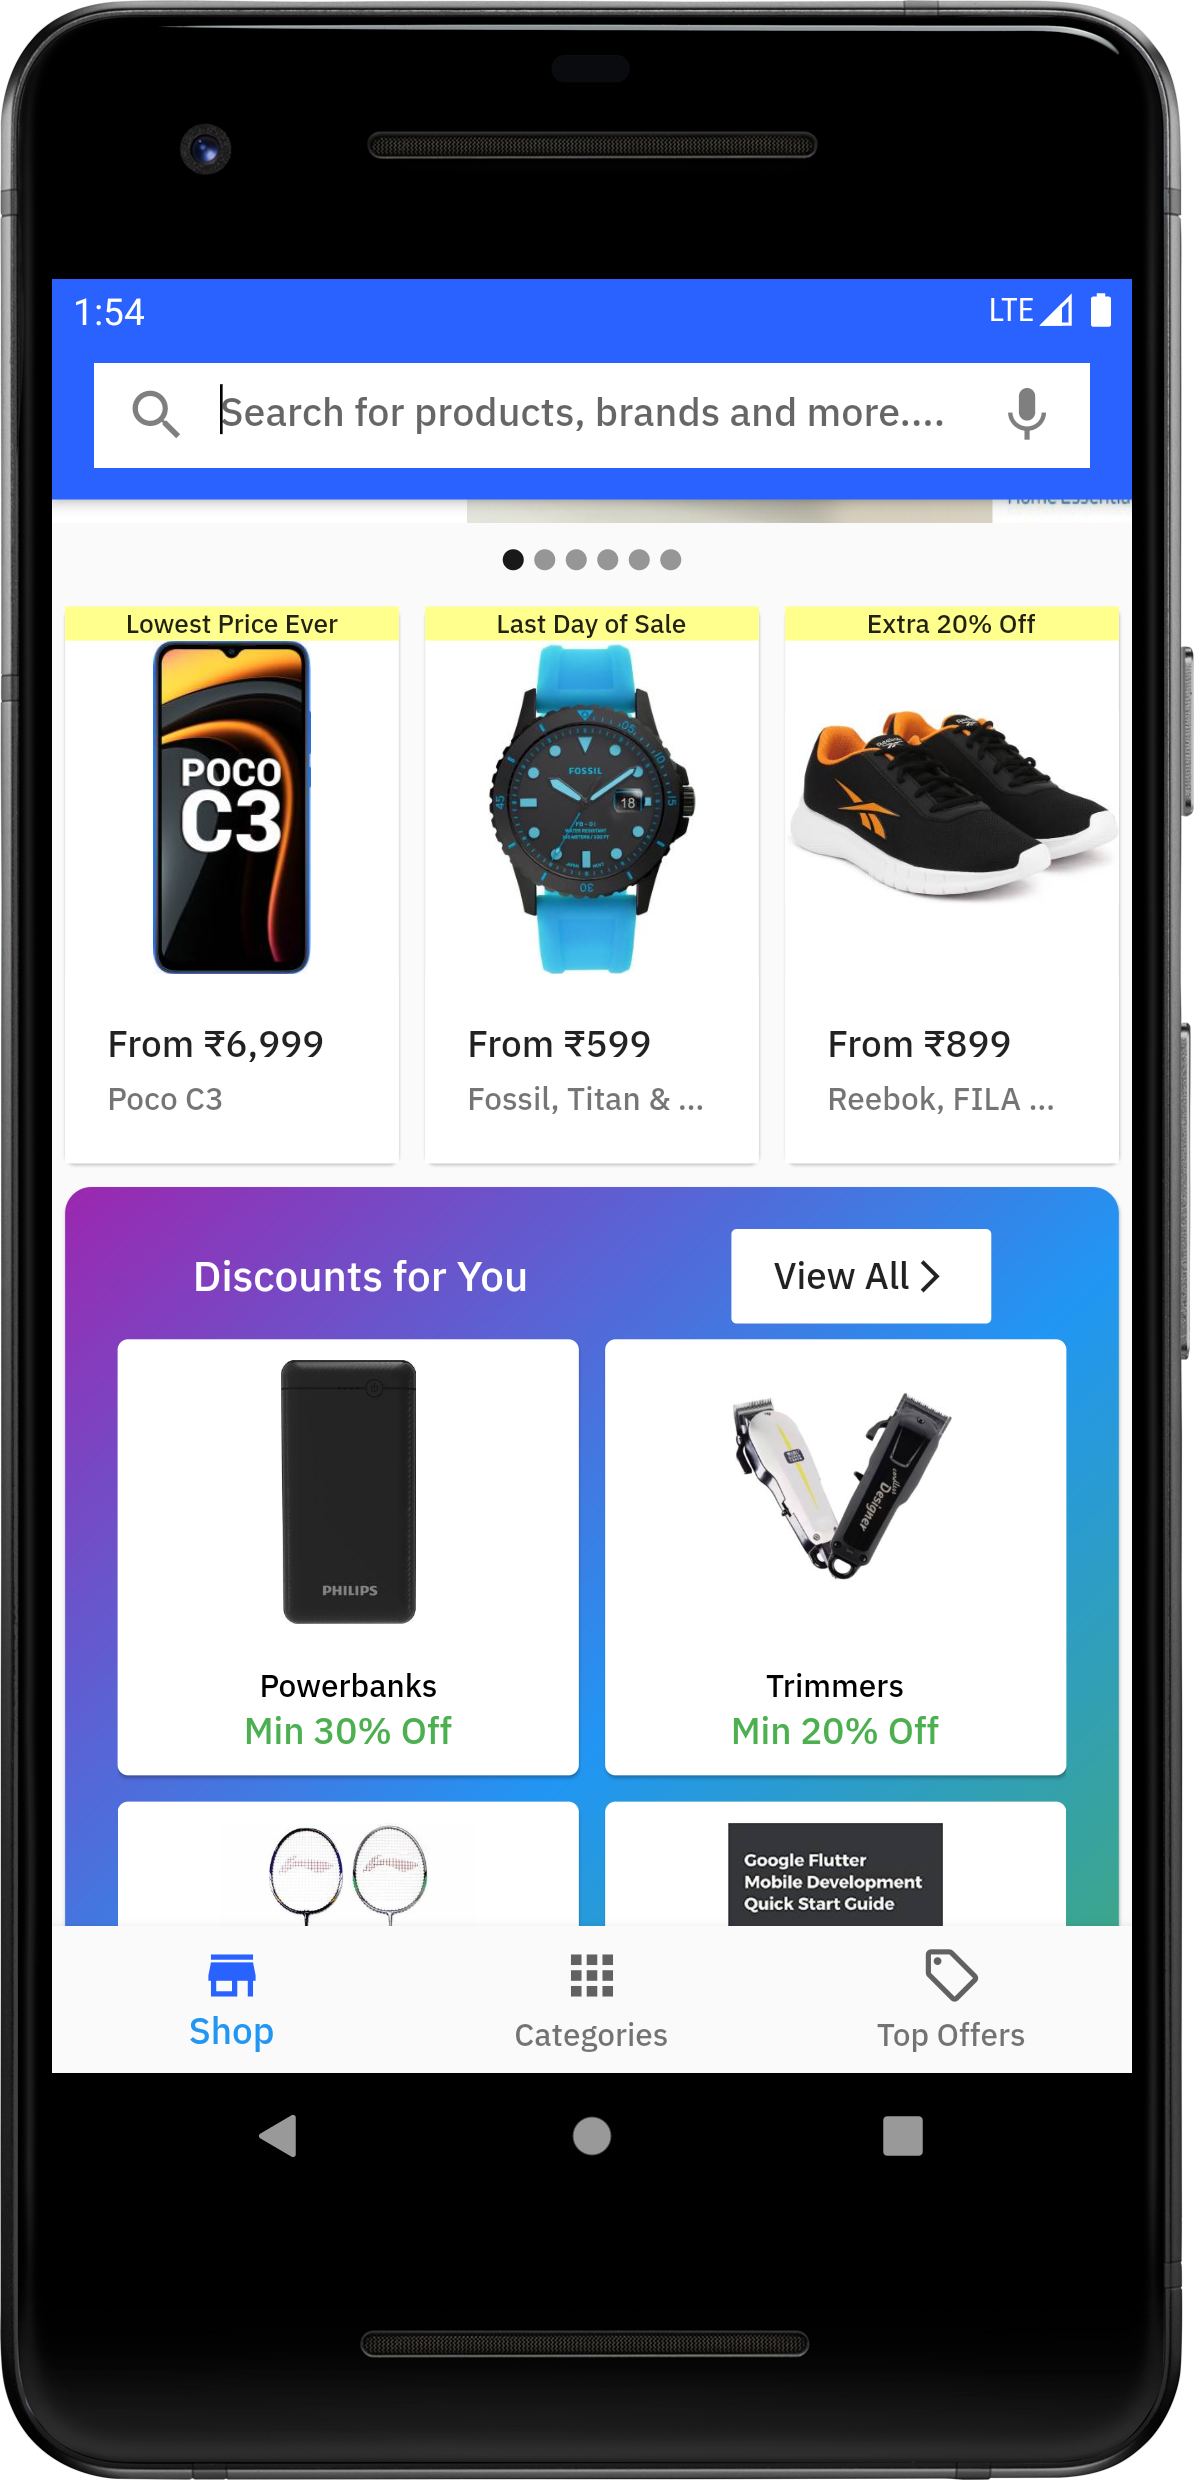 1:54
LTE
Search for products, brands and more....
Home Essentia
Lowest Price Ever
Last Day of Sale
Extra 20% Off
POCO
C3
FOSSIL
18
From ₹6,999
From ₹599
From ₹899
Poco C3
Fossil, Titan & ...
Reebok, FILA ...
Discounts for You
View All
PHILIPS
Designer
Powerbanks
Trimmers
Min 30% Off
Min 20% Off
Google Flutter
Mobile Development
Quick Start Guide
Shop
Categories
Top Offers